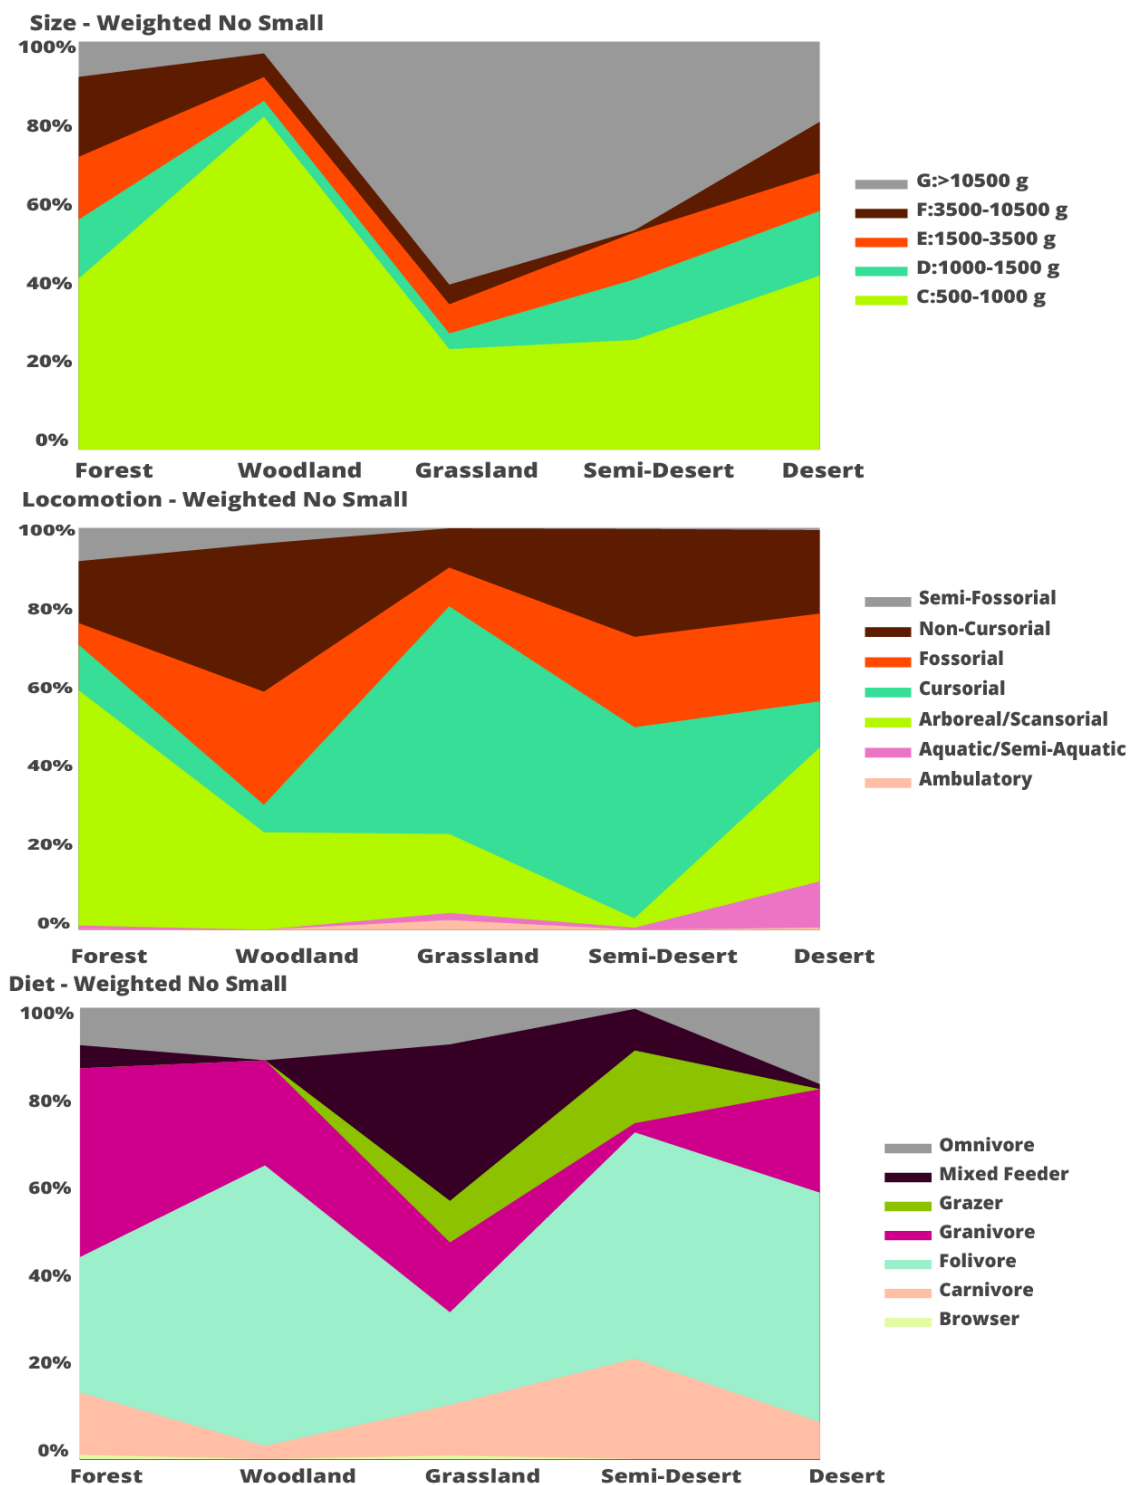 Size - Weighted No Small
100%
80%
60%
40%
20%
0%
Forest Woodland Grassland Semi-Desert Desert
G:>10500 g
F:3500-10500 g
E:1500-3500 g
D:1000-1500 g
C:500-1000 g
Locomotion - Weighted No Small
100%
80%
60%
40%
20%
0%
Forest Woodland Grassland Semi-Desert Desert
Semi-Fossorial
Non-Cursorial
Fossorial
Cursorial
Arboreal/Scansorial
Aquatic/Semi-Aquatic
Ambulatory
Diet - Weighted No Small
100%
80%
60%
40%
20%
0%
Forest Woodland Grassland Semi-Desert Desert
Omnivore
Mixed Feeder
Grazer
Granivore
Folivore
Carnivore
Browser